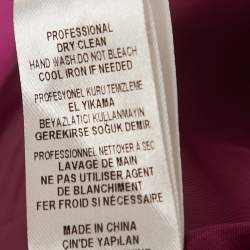 PROFESSIONAL
DRY CLEAN
HAND WASH.DO NOT BLEACH
COOL IRON IF NEEDED
PROFESYONEL KURU TEMIZLEME
EL YIKAMA
BEYAZLATICI KULLANMAYIN
GEREKIRSE SOĞUK DEMIR
PROFESSIONNEL NETTOYER À SEC
LAVAGE DE MAIN
NE PAS UTILISER AGENT
DE BLANCHIMENT
FER FROID SI NÉCESSAIRE
MADE IN CHINA
ÇIN'DE YAPILAN